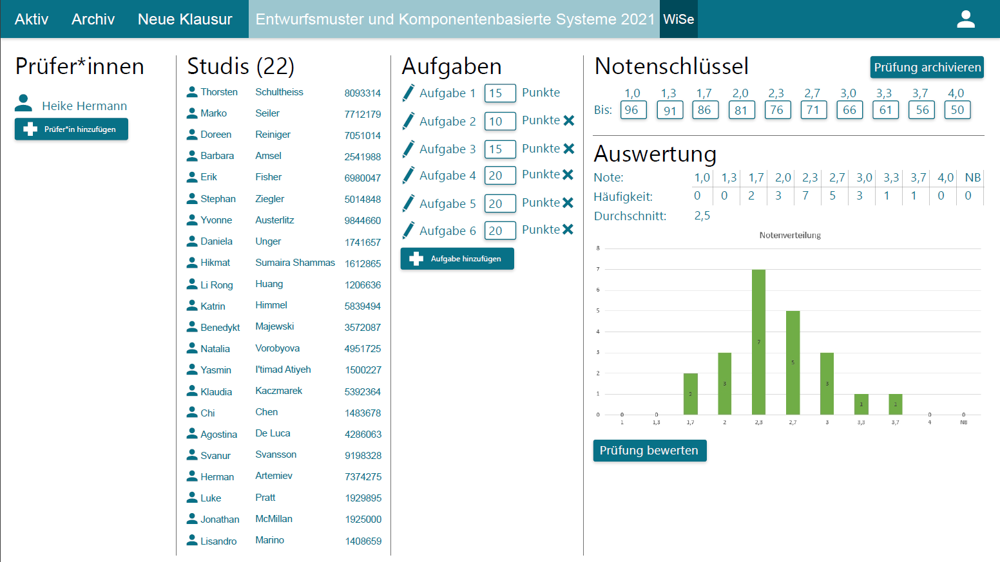 Aktiv Archiv Neue Klausur Entwurfsmuster und Komponentenbasierte Systeme 2021 WiSe
Prüfer*innen
Heike Hermann
Prüfer*in hinzufügen
Studis (22)
Thorsten Schultheiss 8093314
Marko Seiler 7712179
Doreen Reiniger 7051014
Barbara Amsel 2541988
Erik Fisher 6980047
Stephan Ziegler 5014848
Yvonne Austerlitz 9844660
Daniela Unger 1741657
Hikmat Sumaira Shammas 1612865
Li Rong Huang 1206636
Katrin Himmel 5839494
Benedykt Majewski 3572087
Natalia Vorobyova 4951725
Yasmin I'timad Atiyeh 1500227
Klaudia Kaczmarek 5392364
Chi Chen 1483678
Agostina De Luca 4286063
Svanur Svansson 9198328
Herman Artemiev 7374275
Luke Pratt 1929895
Jonathan McMillan 1925000
Lisandro Marino 1408659
Aufgaben
Aufgabe 1 15 Punkte
Aufgabe 2 10 Punkte
Aufgabe 3 15 Punkte
Aufgabe 4 20 Punkte
Aufgabe 5 20 Punkte
Aufgabe 6 20 Punkte
Aufgabe hinzufügen
Notenschlüssel
Prüfung archivieren
1,0 1,3 1,7 2,0 2,3 2,7 3,0 3,3 3,7 4,0
Bis: 96 91 86 81 76 71 66 61 56 50
Auswertung
Note: 1,0 1,3 1,7 2,0 2,3 2,7 3,0 3,3 3,7 4,0 NB
Häufigkeit: 0 0 2 3 7 5 3 1 1 0 0
Durchschnitt: 2,5
Notenverteilung
8
7
6
5
4
3
2
1
0
0 0 2 3 7 5 3 1 1 0 0
1 1,3 1,7 2 2,3 2,7 3 3,3 3,7 4 NB
Prüfung bewerten